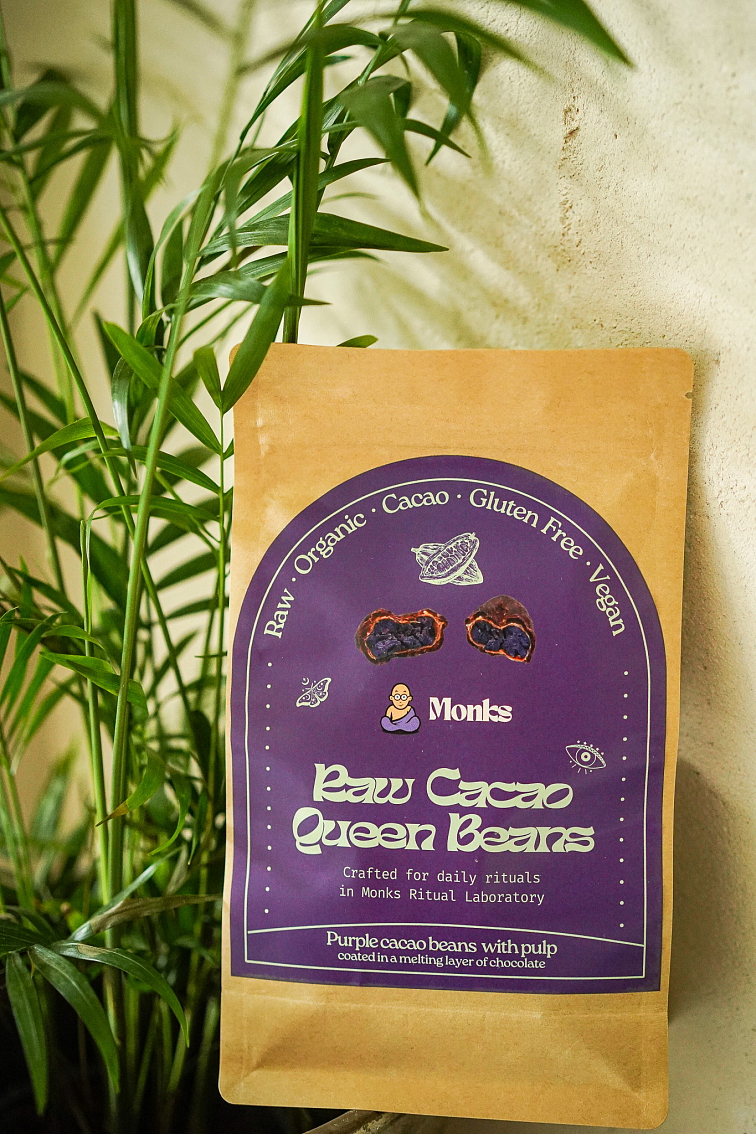 Raw · Organic · Cacao · Gluten Free · Vegan
Monks
Raw Cacao
Queen Beans
Crafted for daily rituals
in Monks Ritual Laboratory
Purple cacao beans with pulp
coated in a melting layer of chocolate